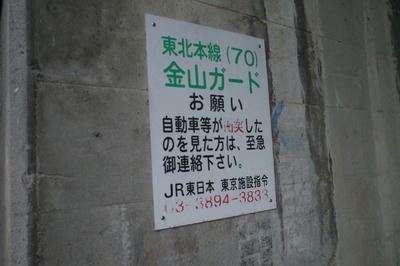 東北本線(70)
金山ガード
お願い
自動車等が衝突した
のを見た方は、至急
御連絡下さい。
JR東日本 東京施設指令
03-3894-3833